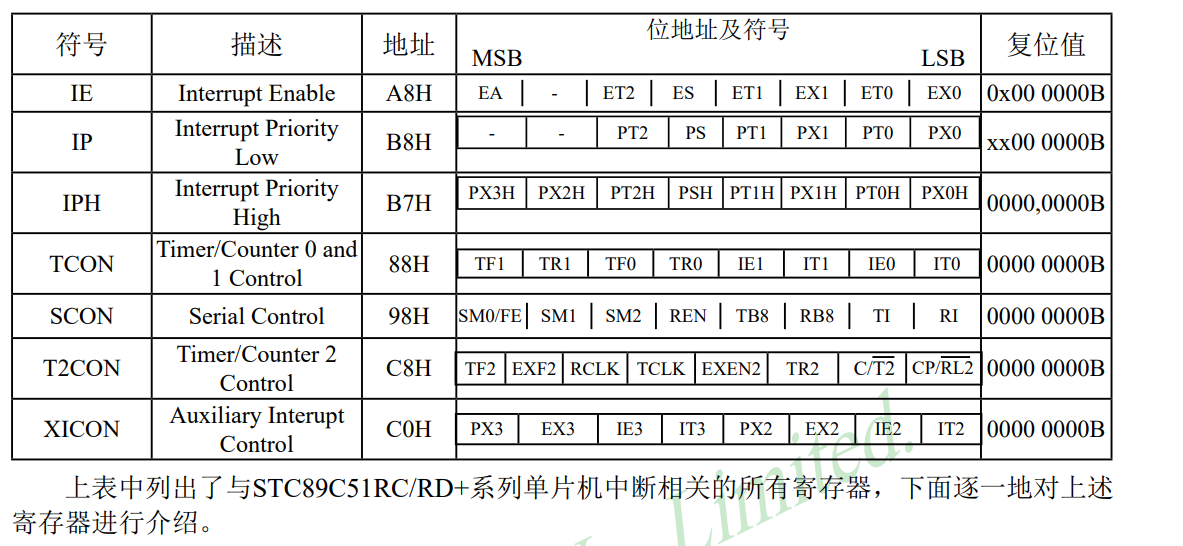 符号 描述 地址 位地址及符号 复位值
MSB LSB
IE Interrupt Enable A8H EA - ET2 ES ET1 EX1 ET0 EX0 0x00 0000B
IP Interrupt Priority Low B8H - - PT2 PS PT1 PX1 PT0 PX0 xx00 0000B
IPH Interrupt Priority High B7H PX3H PX2H PT2H PSH PT1H PX1H PT0H PX0H 0000,0000B
TCON Timer/Counter 0 and 1 Control 88H TF1 TR1 TF0 TR0 IE1 IT1 IE0 IT0 0000 0000B
SCON Serial Control 98H SM0/FE SM1 SM2 REN TB8 RB8 TI RI 0000 0000B
T2CON Timer/Counter 2 Control C8H TF2 EXF2 RCLK TCLK EXEN2 TR2 C/T2̅ CP/RL2̅ 0000 0000B
XICON Auxiliary Interupt Control C0H PX3 EX3 IE3 IT3 PX2 EX2 IE2 IT2 0000 0000B
上表中列出了与STC89C51RC/RD+系列单片机中断相关的所有寄存器，下面逐一地对上述
寄存器进行介绍。
Limited.